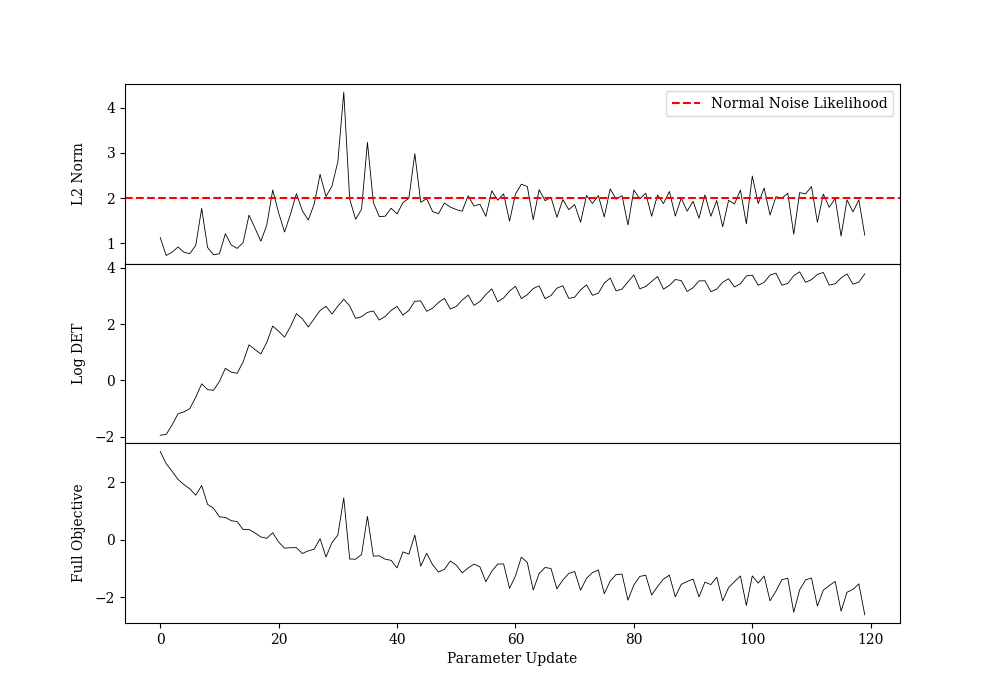 Normal Noise Likelihood
L2 Norm
4
3
2
1
Log DET
4
2
0
−2
Full Objective
2
0
−2
0 20 40 60 80 100 120
Parameter Update